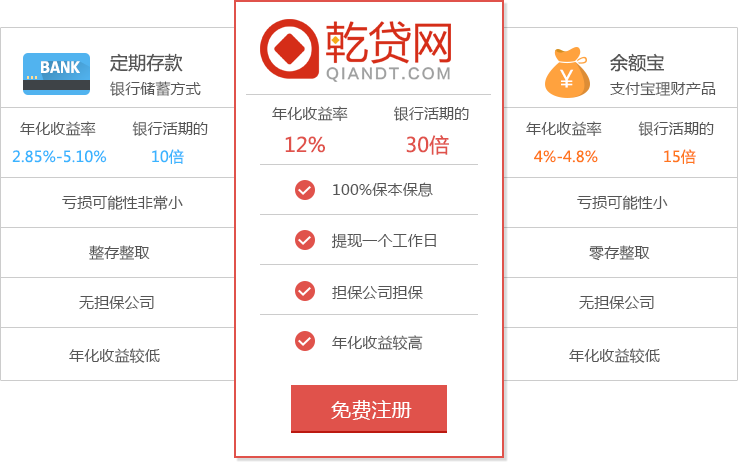 BANK
定期存款
银行储蓄方式
年化收益率
银行活期的
2.85%-5.10%
10倍
亏损可能性非常小
整存整取
无担保公司
年化收益较低
乾贷网
QIANDT.COM
年化收益率
银行活期的
12%
30倍
100%保本保息
提现一个工作日
担保公司担保
年化收益较高
免费注册
¥
余额宝
支付宝理财产品
年化收益率
银行活期的
4%-4.8%
15倍
亏损可能性小
零存整取
无担保公司
年化收益较低